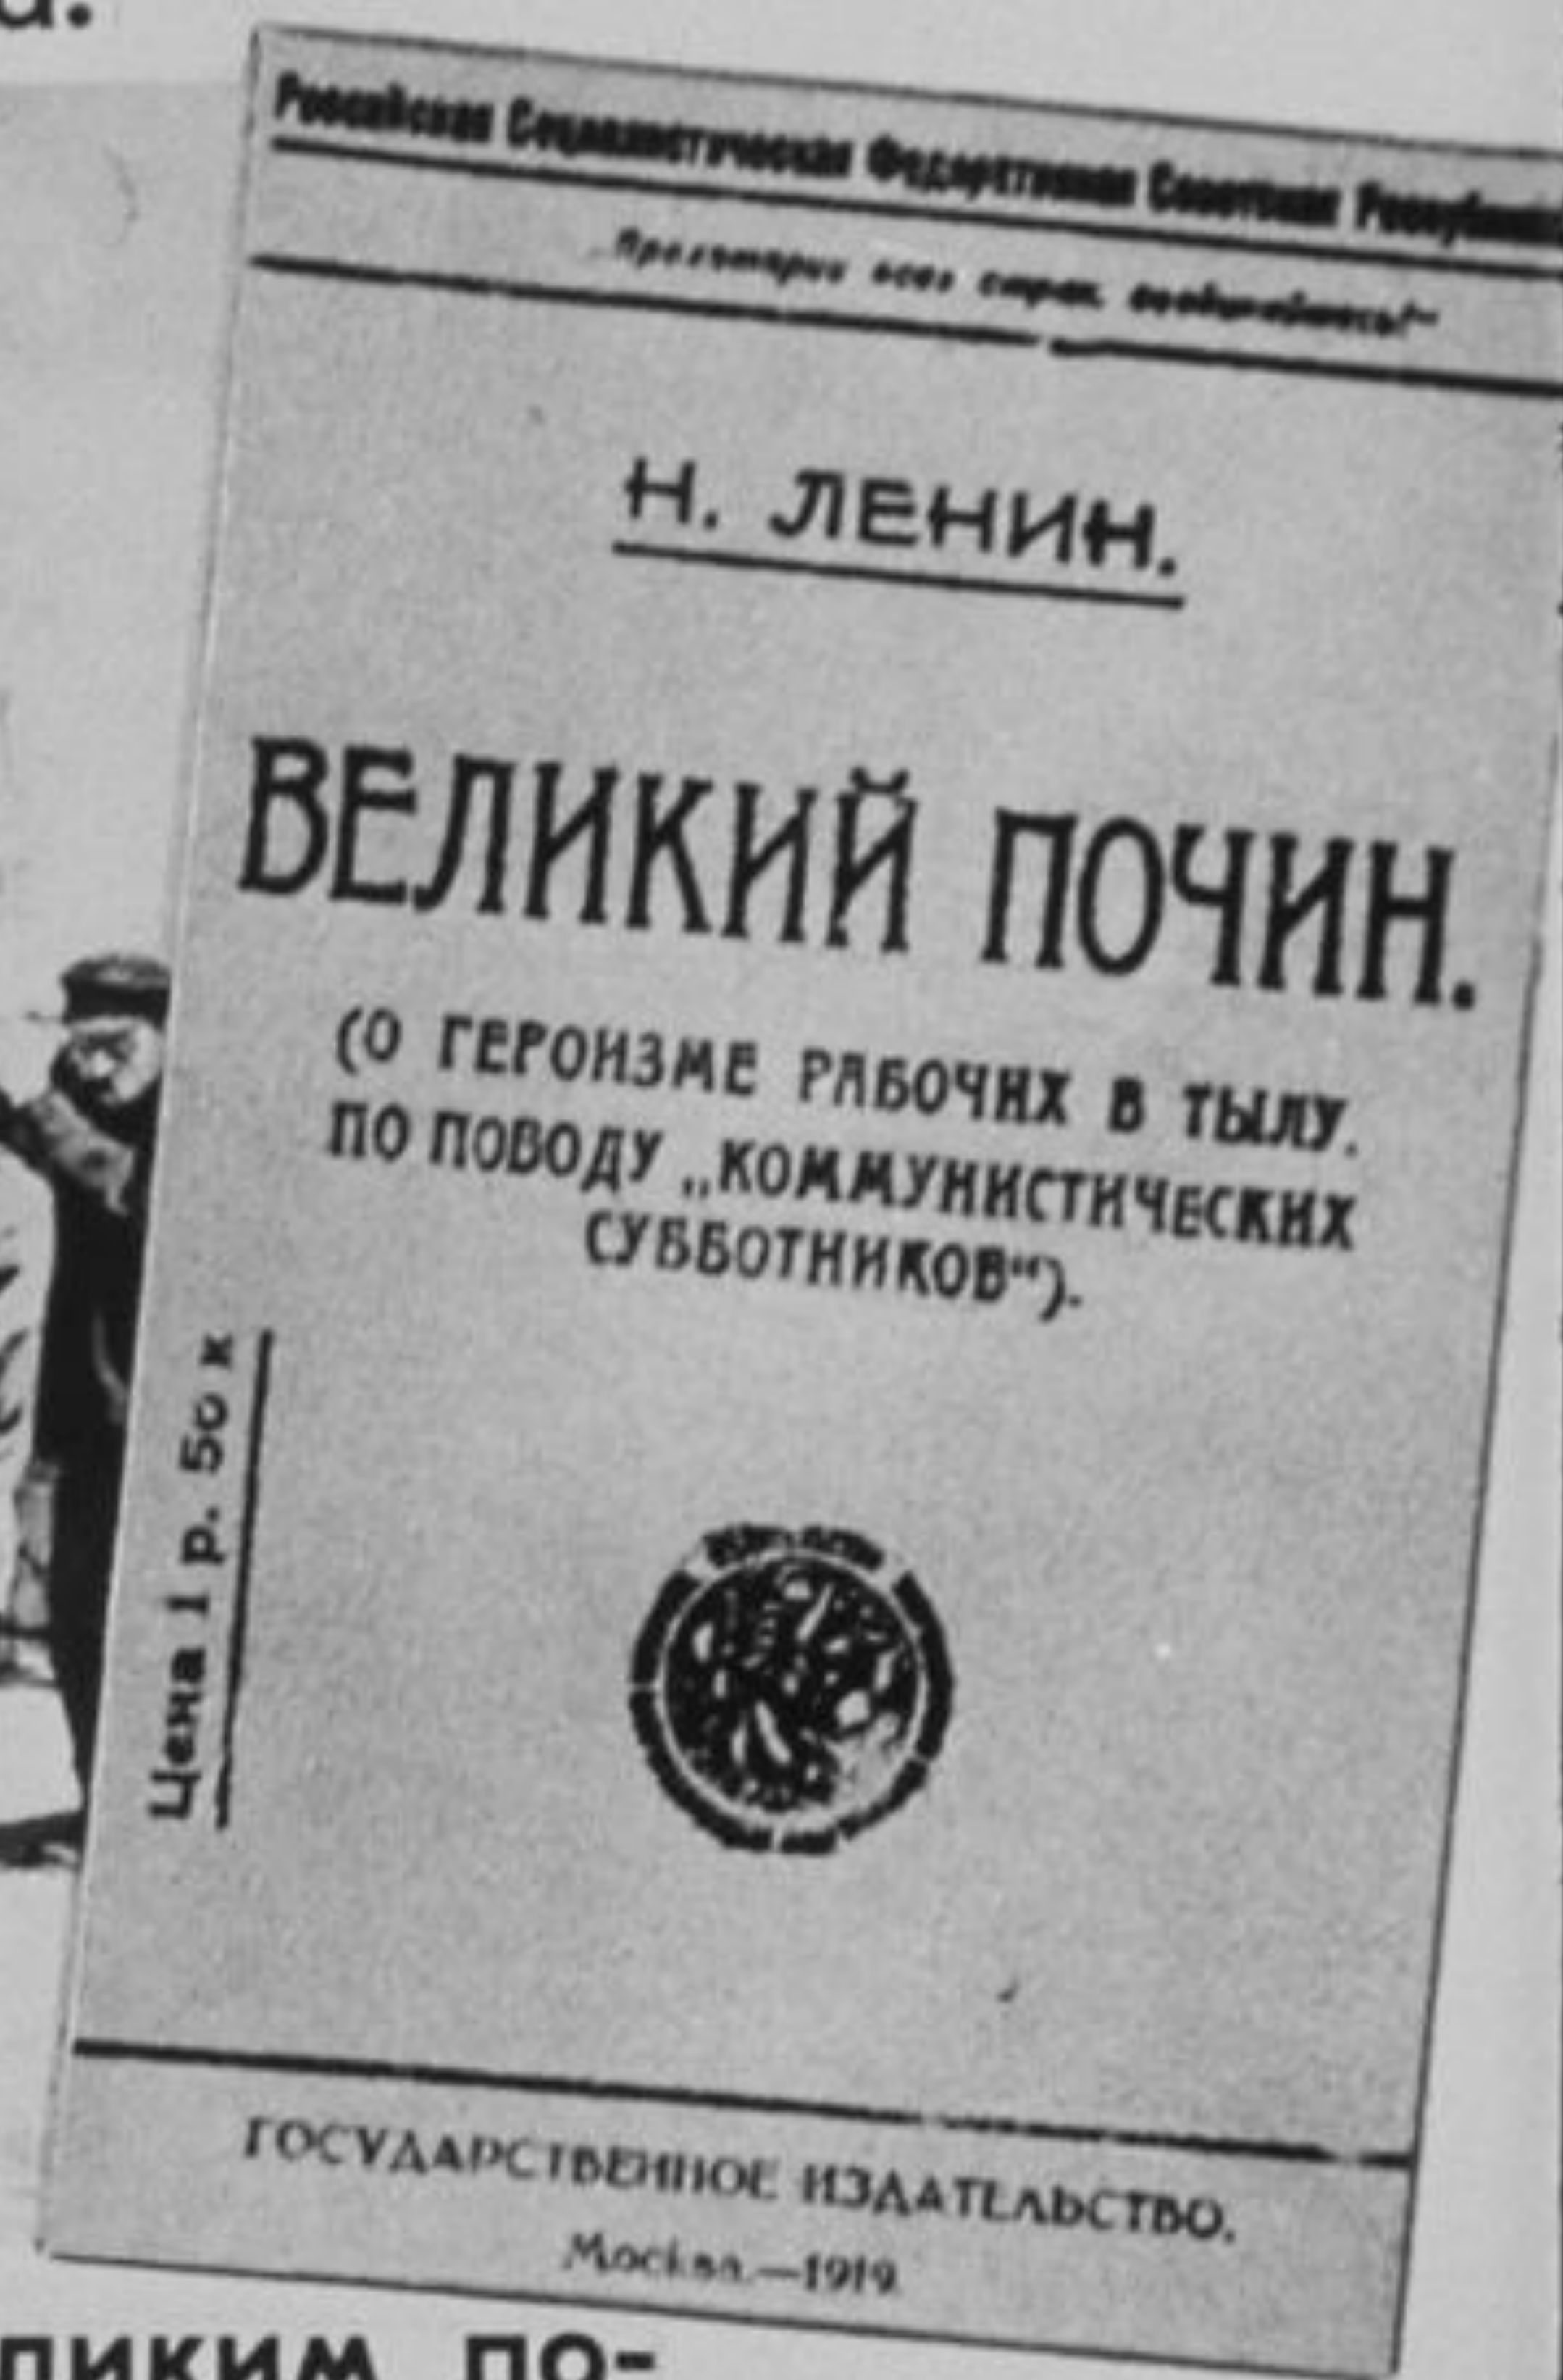 Российская Социалистическая Федеративная Советская Республика
„Пролетарии всех стран, соединяйтесь!“
Н. ЛЕНИН.
ВЕЛИКИЙ ПОЧИН.
(О ГЕРОИЗМЕ РАБОЧИХ В ТЫЛУ.
ПО ПОВОДУ „КОММУНИСТИЧЕСКИХ
СУББОТНИКОВ“).
Цена 1 р. 50 к
ГОСУДАРСТВЕННОЕ ИЗДАТЕЛЬСТВО.
Москва.—1919
ликим по-